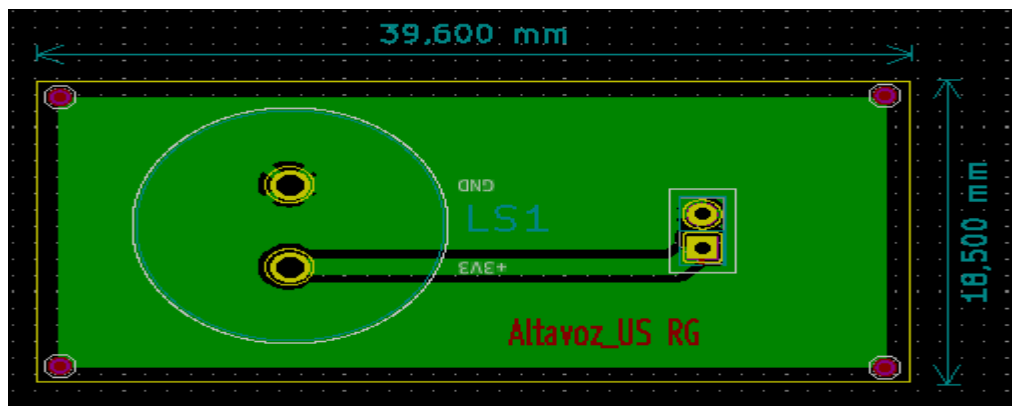 39,600 mm
GND
LS1
+3V3
18,500 mm
Altavoz_US RG